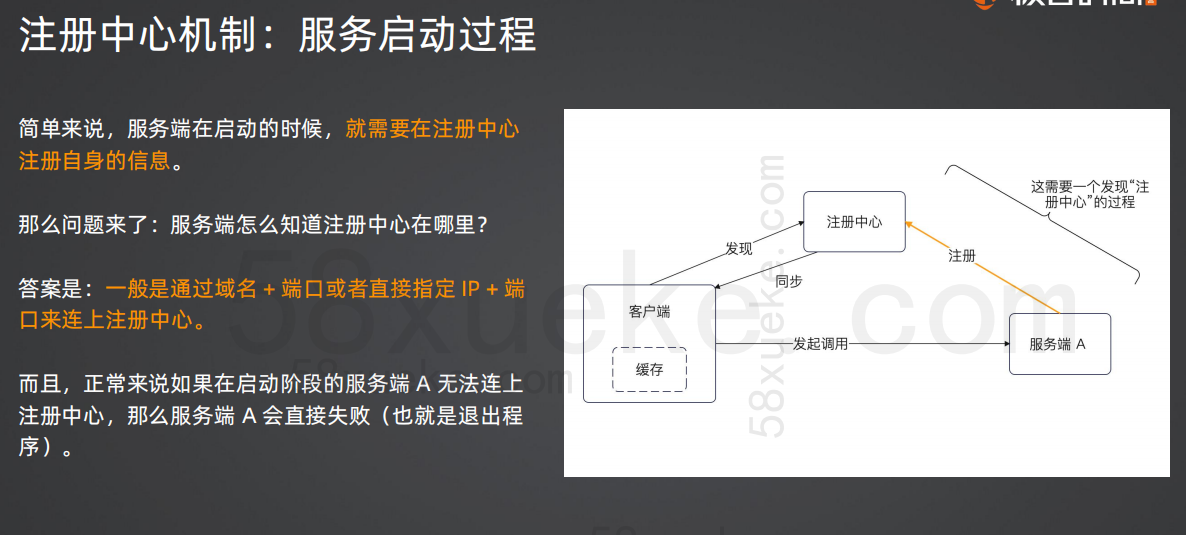 注册中心机制：服务启动过程
简单来说，服务端在启动的时候，就需要在注册中心
注册自身的信息。
那么问题来了：服务端怎么知道注册中心在哪里？
答案是：一般是通过域名 + 端口或者直接指定 IP + 端
口来连上注册中心。
而且，正常来说如果在启动阶段的服务端 A 无法连上
注册中心，那么服务端 A 会直接失败（也就是退出程
序）。
这需要一个发现“注
册中心”的过程
注册中心
发现
注册
同步
客户端
发起调用
服务端 A
缓存
58xueke.com
58xueke.com
58xueke.com